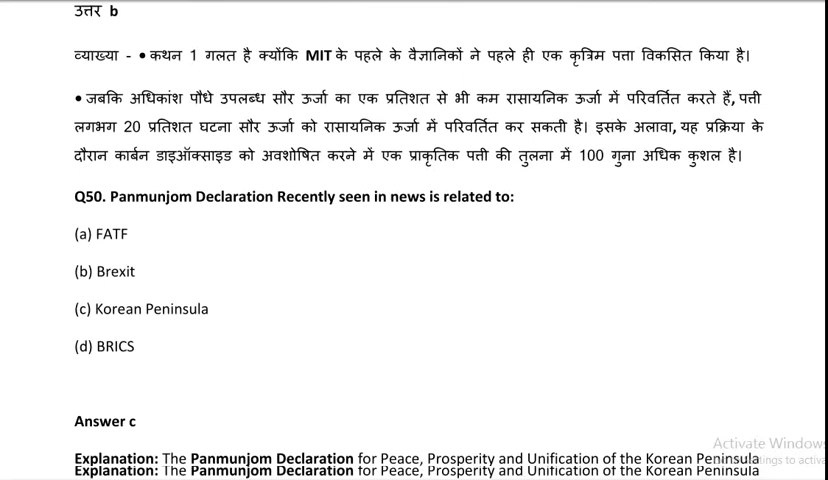 उत्तर b
व्याख्या - • कथन 1 गलत है क्योंकि MIT के पहले के वैज्ञानिकों ने पहले ही एक कृत्रिम पत्ता विकसित किया है।
• जबकि अधिकांश पौधे उपलब्ध सौर ऊर्जा का एक प्रतिशत से भी कम रासायनिक ऊर्जा में परिवर्तित करते हैं, पत्ती
लगभग 20 प्रतिशत घटना सौर ऊर्जा को रासायनिक ऊर्जा में परिवर्तित कर सकती है। इसके अलावा, यह प्रक्रिया के
दौरान कार्बन डाइऑक्साइड को अवशोषित करने में एक प्राकृतिक पत्ती की तुलना में 100 गुना अधिक कुशल है।
Q50. Panmunjom Declaration Recently seen in news is related to:
(a) FATF
(b) Brexit
(c) Korean Peninsula
(d) BRICS
Answer c
Activate Window
Explanation: The Panmunjom Declaration for Peace, Prosperity and Unification of the Korean Peninsula
tings to activa
Explanation: The Panmunjom Declaration for Peace, Prosperity and Unification of the Korean Peninsula